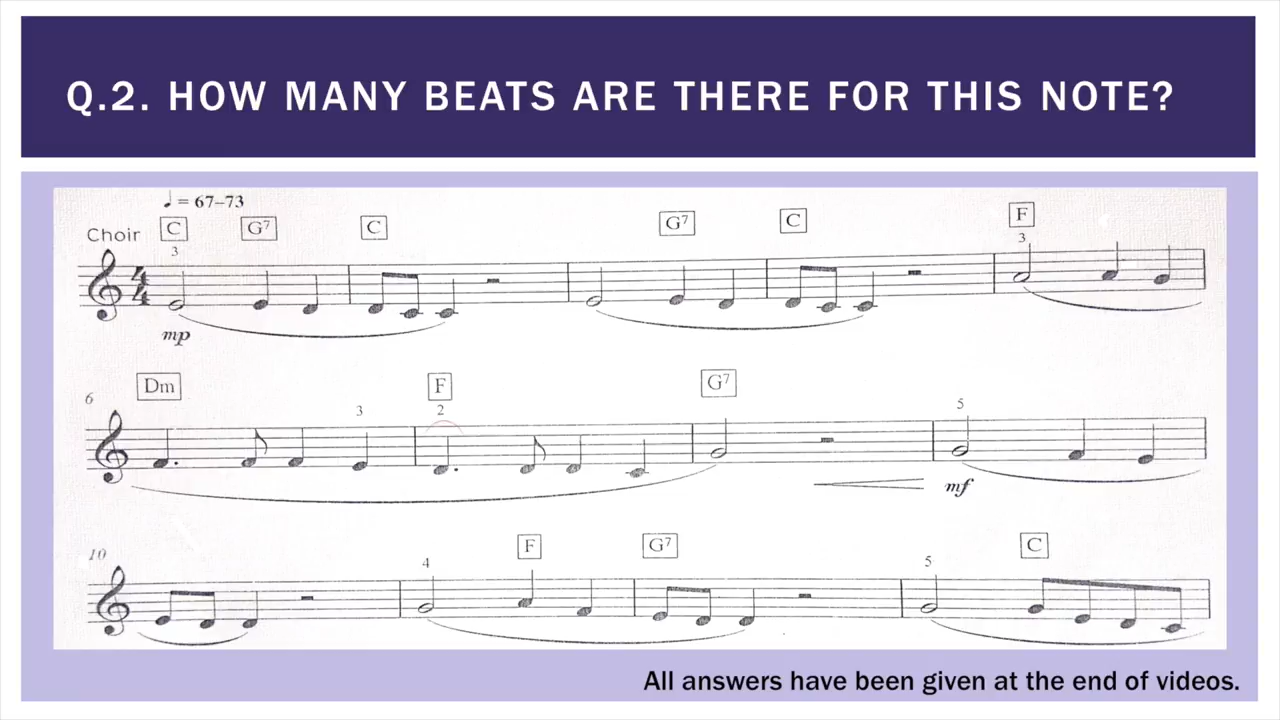 Q.2. HOW MANY BEATS ARE THERE FOR THIS NOTE?
♩ = 67–73
Choir C G7 C G7 C F
3 3
4
4
mp
Dm F G7
6 3 2 5
mf
10 F G7 C
4 5
All answers have been given at the end of videos.